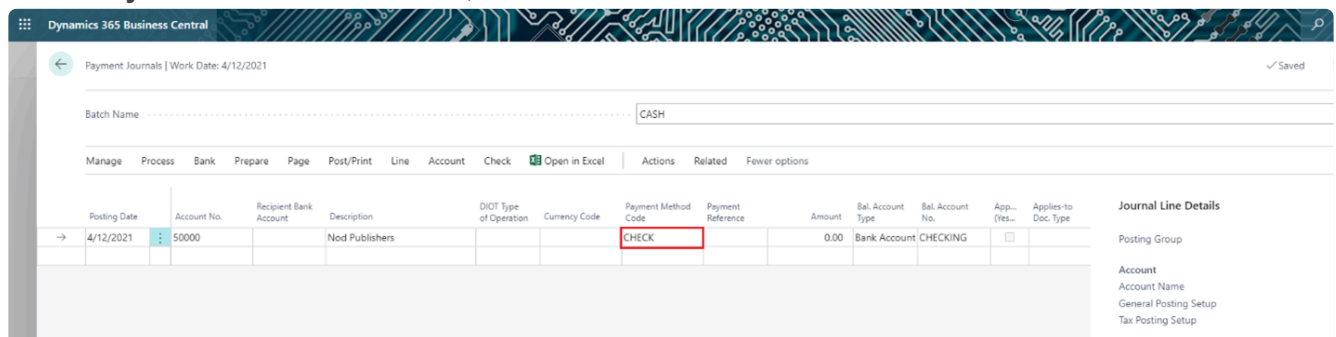 Dynamics 365 Business Central
Payment Journals | Work Date: 4/12/2021
Saved
Batch Name
CASH
Manage Process Bank Prepare Page Post/Print Line Account Check Open in Excel Actions Related Fewer options
Posting Date Account No. Recipient Bank Account Description DIOT Type of Operation Currency Code Payment Method Code Payment Reference Amount Bal. Account Type Bal. Account No. App... (Yes... Applies-to Doc. Type
4/12/2021 50000 Nod Publishers CHECK 0.00 Bank Account CHECKING
Journal Line Details
Posting Group
Account
Account Name
General Posting Setup
Tax Posting Setup